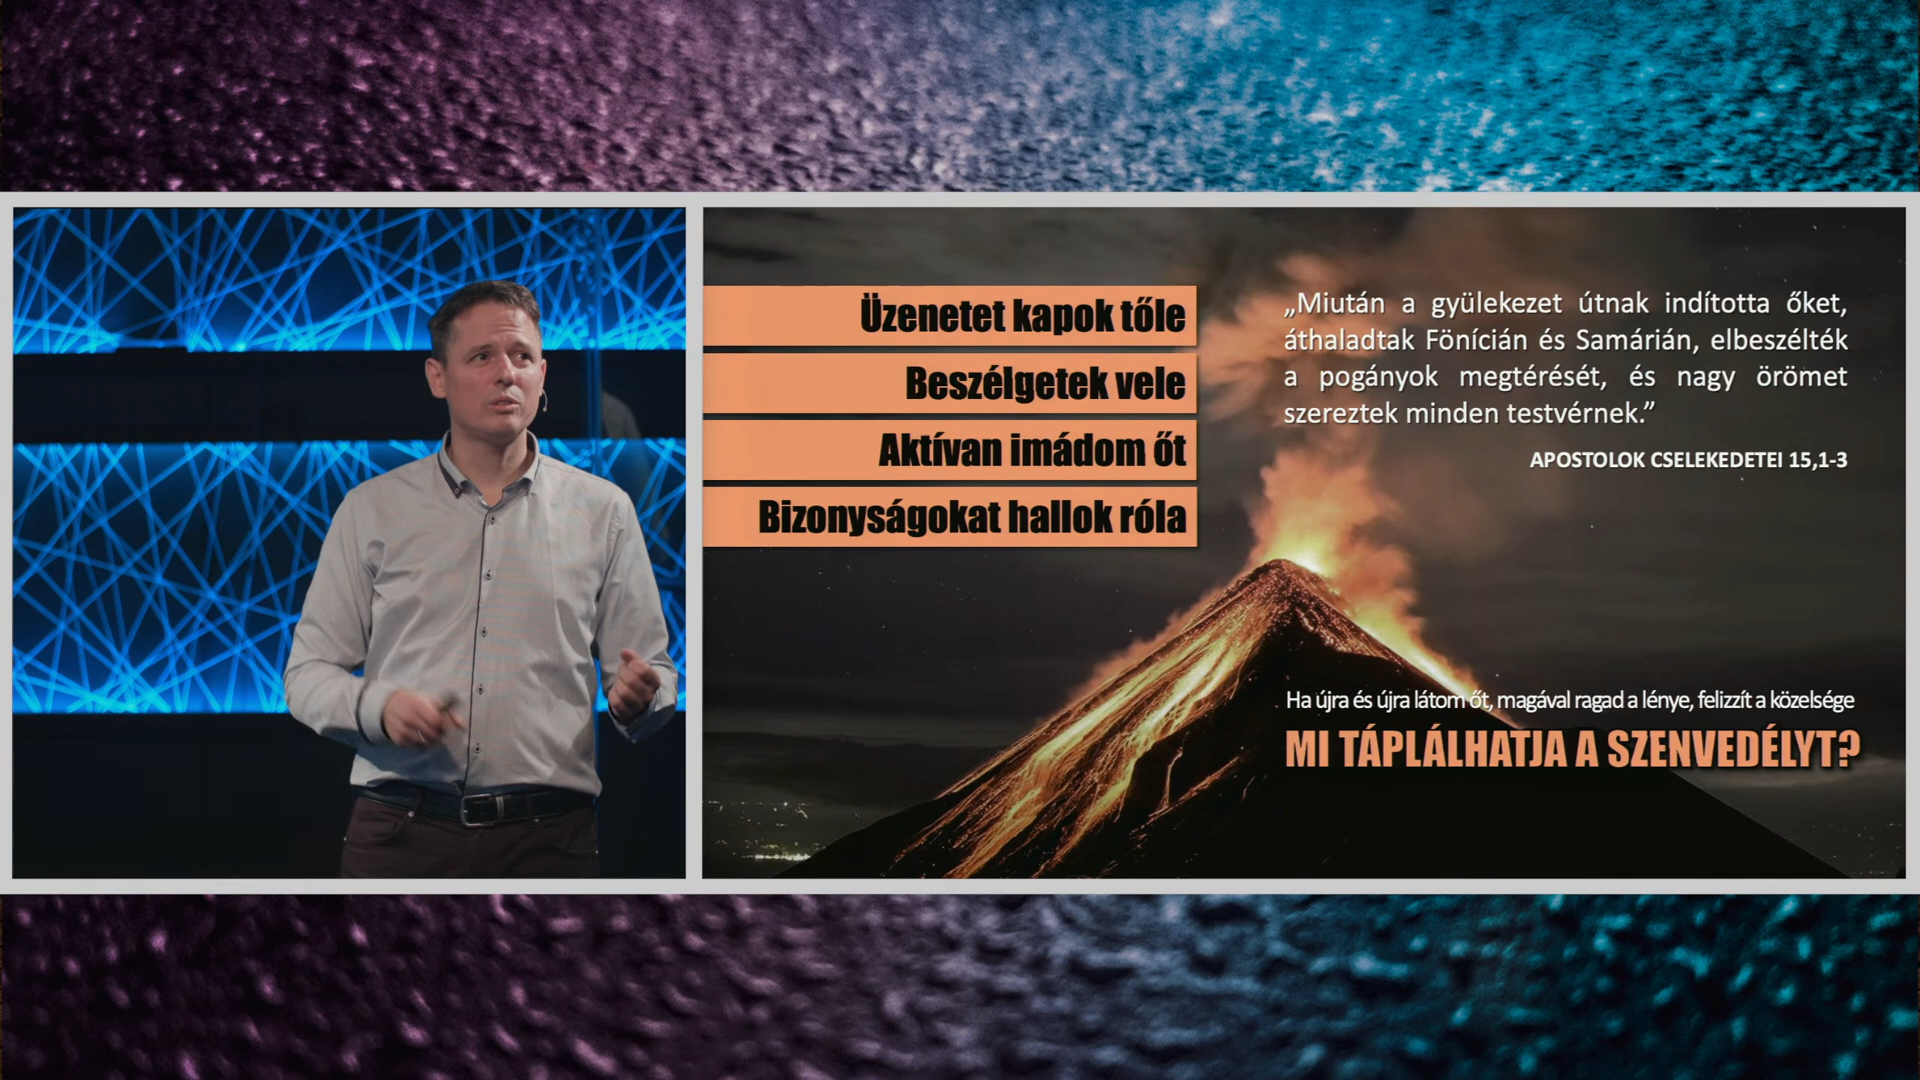 Üzenetet kapok tőle
Beszélgetek vele
Aktívan imádom őt
Bizonyságokat hallok róla
„Miután a gyülekezet útnak indította őket,
áthaladtak Fönícián és Samárián, elbeszélték
a pogányok megtérését, és nagy örömet
szereztek minden testvérnek.”
APOSTOLOK CSELEKEDETEI 15,1-3
Ha újra és újra látom őt, magával ragad a lénye, felizzít a közelsége
MI TÁPLÁLHATJA A SZENVEDÉLYT?